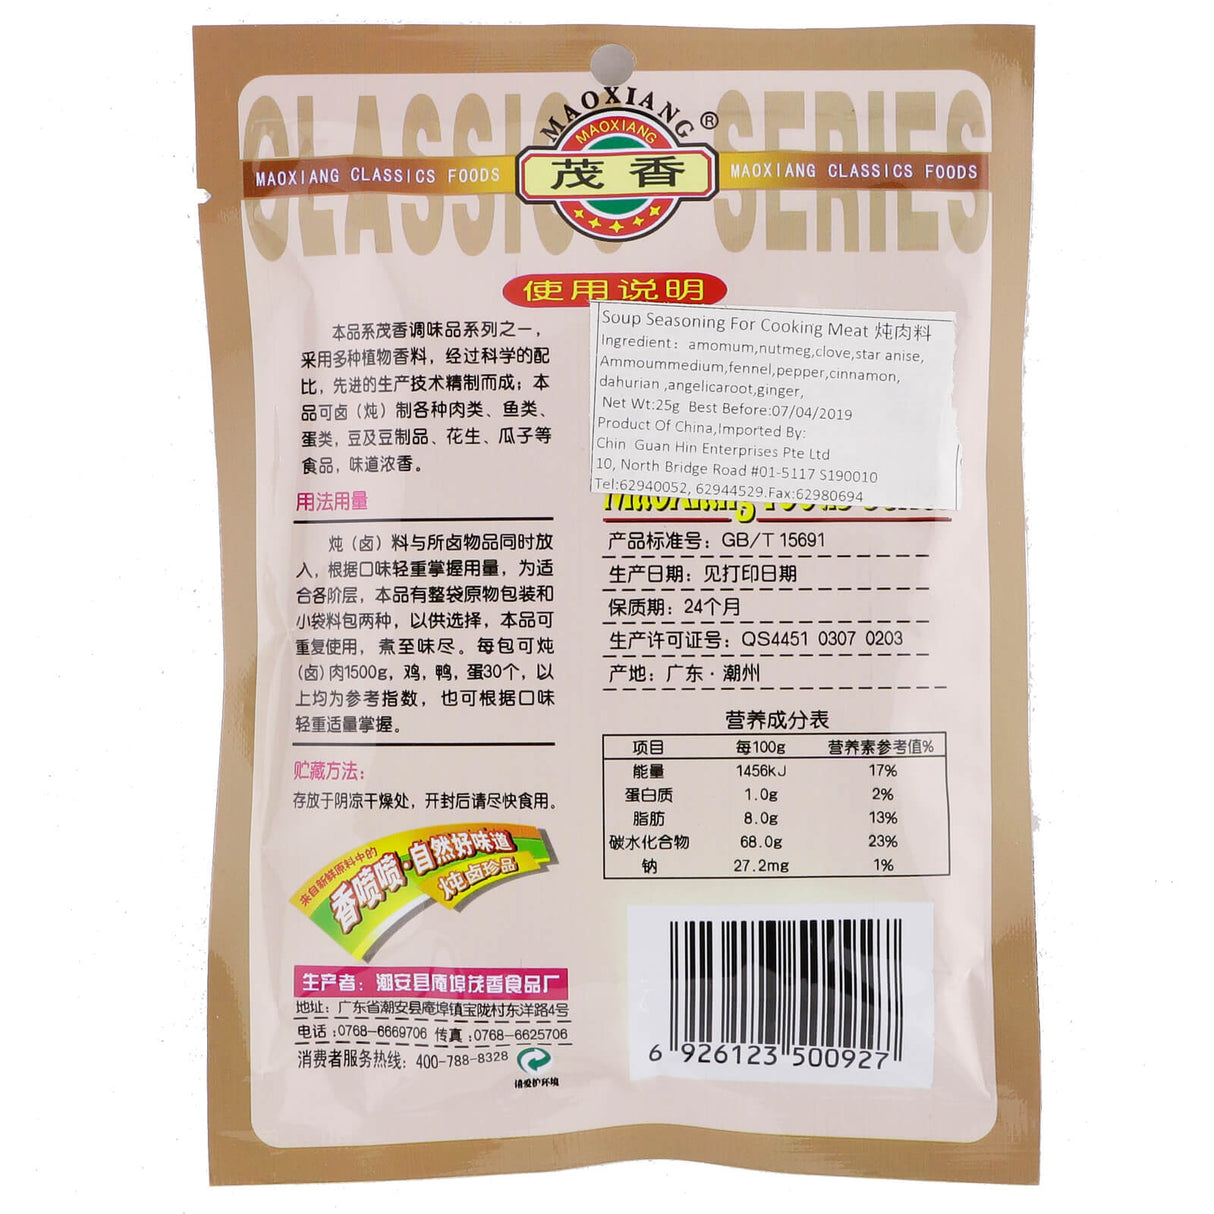 CLASSICS SERIES
MAOXIANG
®
MAOXIANG
MAOXIANG CLASSICS FOODS
茂香
MAOXIANG CLASSICS FOODS
使用说明
本品系茂香调味品系列之一，
采用多种植物香料，经过科学的配
比，先进的生产技术精制而成；本
品可卤（炖）制各种肉类、鱼类、
蛋类，豆及豆制品、花生、瓜子等
食品，味道浓香。
用法用量
炖（卤）料与所卤物品同时放
入，根据口味轻重掌握用量，为适
合各阶层，本品有整袋原物包装和
小袋料包两种，以供选择，本品可
重复使用，煮至味尽。每包可炖
(卤)肉1500g，鸡，鸭，蛋30个，以
上均为参考指数，也可根据口味
轻重适量掌握。
贮藏方法：
存放于阴凉干燥处，开封后请尽快食用。
来自新鲜原料中的
香喷喷·自然好味道
炖卤珍品
生产者：潮安县庵埠茂香食品厂
地址：广东省潮安县庵埠镇宝陇村东洋路4号
电话:0768-6669706 传真:0768-6625706
消费者服务热线：400-788-8328
请爱护环境
Soup Seasoning For Cooking Meat 炖肉料
Ingredient: amomum,nutmeg,clove,star anise,
Ammoummedium,fennel,pepper,cinnamon,
dahurian ,angelicaroot,ginger,
Net Wt:25g Best Before:07/04/2019
Product Of China,Imported By:
Chin Guan Hin Enterprises Pte Ltd
10, North Bridge Road #01-5117 S190010
Tel:62940052, 62944529.Fax:62980694
产品标准号：GB/T 15691
生产日期：见打印日期
保质期：24个月
生产许可证号：QS4451 0307 0203
产地：广东·潮州
营养成分表
项目 每100g 营养素参考值%
能量 1456kJ 17%
蛋白质 1.0g 2%
脂肪 8.0g 13%
碳水化合物 68.0g 23%
钠 27.2mg 1%
6 926123 500927